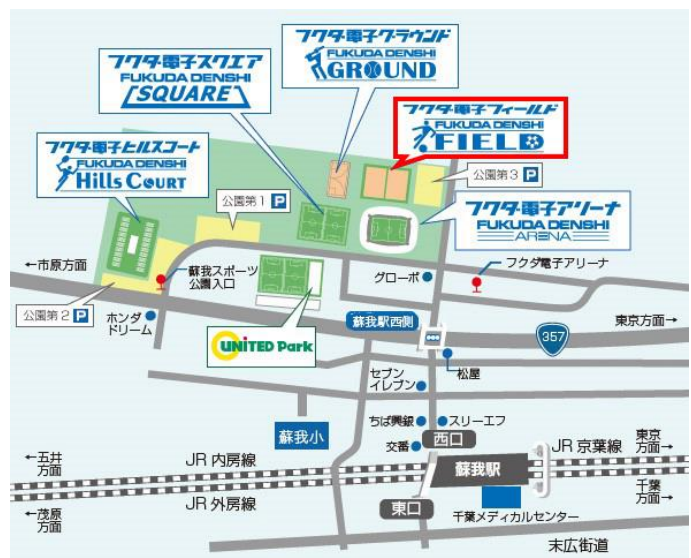 フクダ電子グラウンド
FUKUDA DENSHI
GROUND
フクダ電子スクエア
FUKUDA DENSHI
SQUARE
フクダ電子フィールド
FUKUDA DENSHI
FIELD
フクダ電子ヒルスコート
FUKUDA DENSHI
Hills COURT
公園第3 P
公園第1 P
フクダ電子アリーナ
FUKUDA DENSHI
ARENA
←市原方面
蘇我スポーツ
公園入口
グローボ
フクダ電子アリーナ
公園第2 P
ホンダ
ドリーム
蘇我駅西側
東京方面→
357
UNITED Park
セブン
イレブン
松屋
蘇我小
ちば興銀
スリーエフ
交番
西口
←五井
方面
JR 内房線
蘇我駅
JR 京葉線
東京
方面→
←茂原
方面
JR 外房線
東口
千葉メディカルセンター
千葉
方面→
末広街道